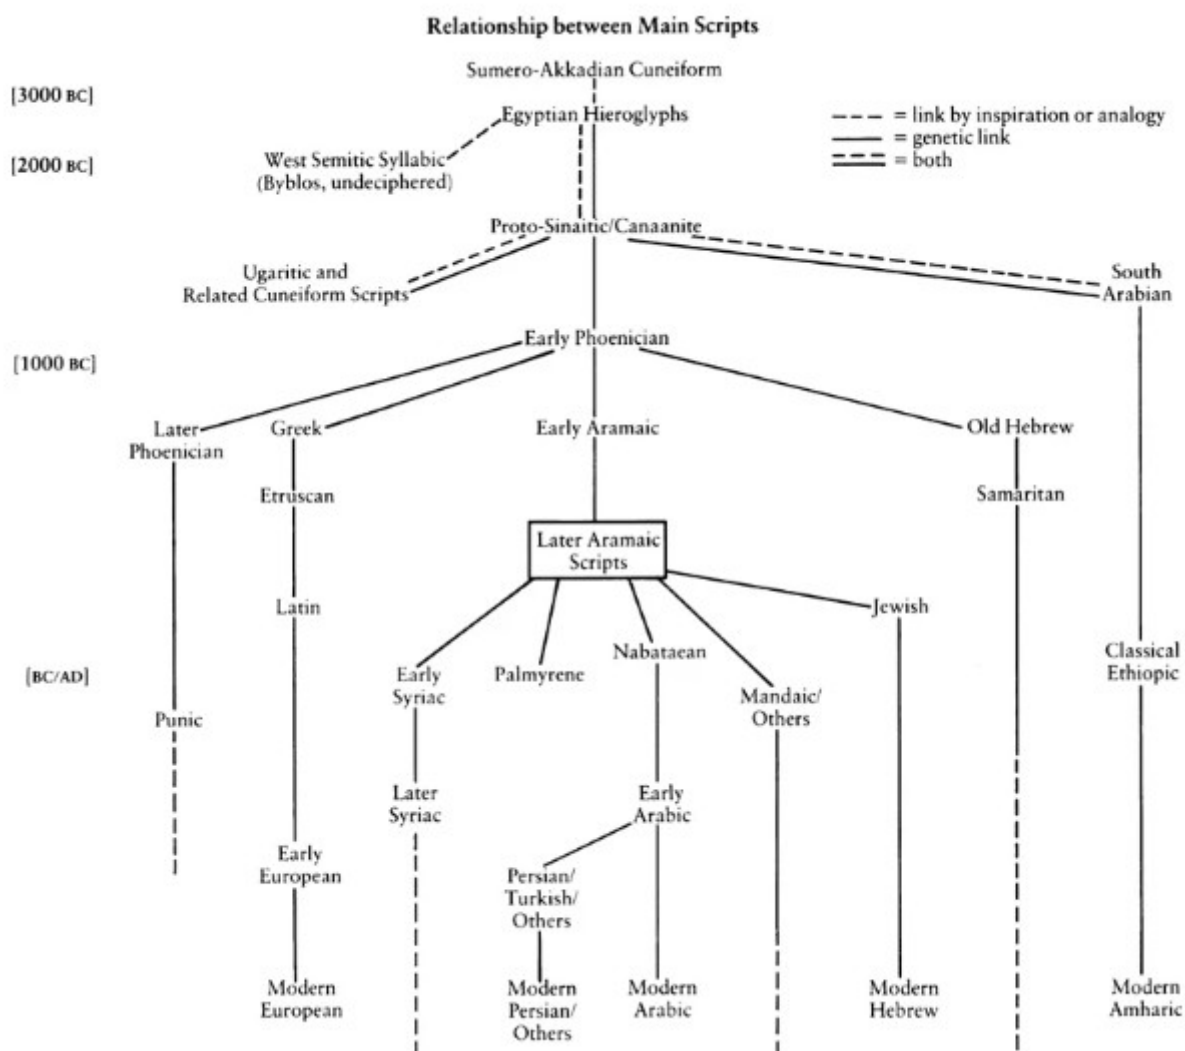 Relationship between Main Scripts
Sumero-Akkadian Cuneiform
[3000 BC]
Egyptian Hieroglyphs
--- = link by inspiration or analogy
— = genetic link
= both
[2000 BC]
West Semitic Syllabic
(Byblos, undeciphered)
Proto-Sinaitic/Canaanite
Ugaritic and
Related Cuneiform Scripts
South
Arabian
Early Phoenician
[1000 BC]
Later
Phoenician
Greek
Early Aramaic
Old Hebrew
Etruscan
Samaritan
Later Aramaic
Scripts
Latin
Jewish
[BC/AD]
Early
Syriac
Palmyrene
Nabataean
Mandaic/
Others
Classical
Ethiopic
Punic
Later
Syriac
Early
Arabic
Early
European
Persian/
Turkish/
Others
Modern
European
Modern
Persian/
Others
Modern
Arabic
Modern
Hebrew
Modern
Amharic